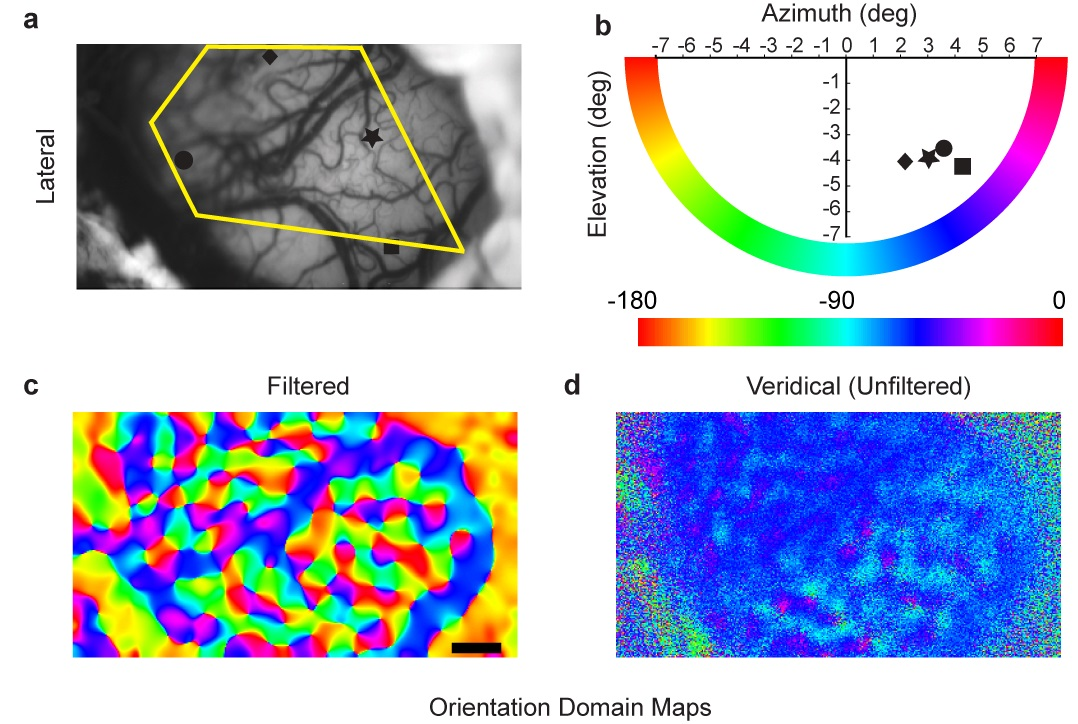 a
Lateral
b
Azimuth (deg)
-7 -6 -5 -4 -3 -2 -1 0 1 2 3 4 5 6 7
Elevation (deg)
-1
-2
-3
-4
-5
-6
-7
-180 -90 0
c Filtered
d Veridical (Unfiltered)
Orientation Domain Maps